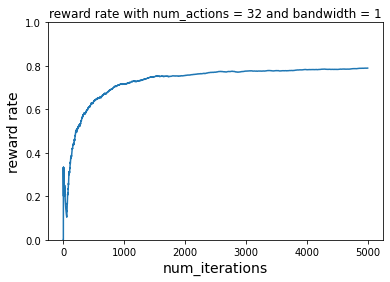 reward rate with num_actions = 32 and bandwidth = 1
1.0
0.8
0.6
0.4
0.2
0.0
reward rate
0 1000 2000 3000 4000 5000
num_iterations